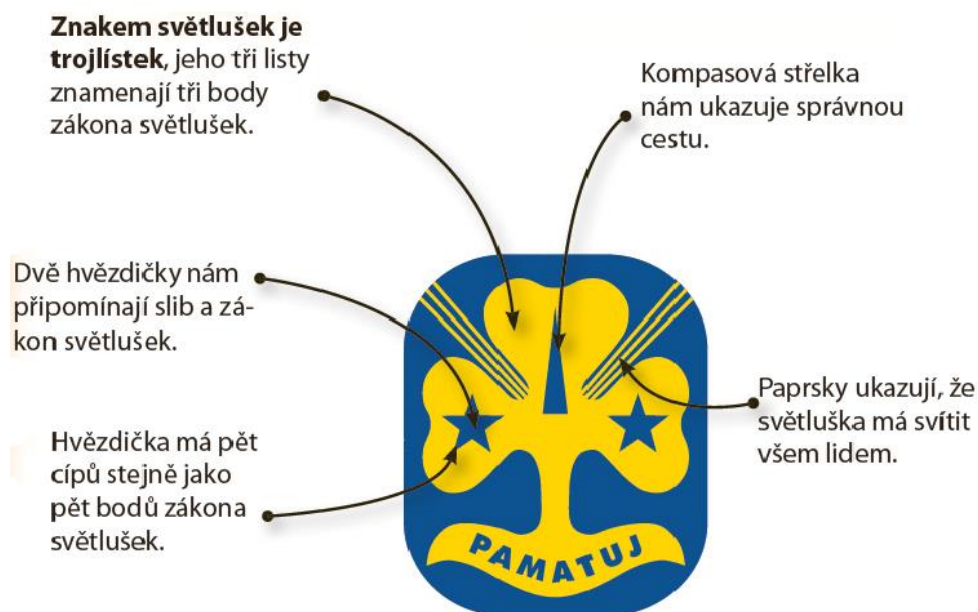 Znakem světlušek je
trojlístek, jeho tři listy
znamenají tři body
zákona světlušek.
Kompasová střelka
nám ukazuje správnou
cestu.
Dvě hvězdičky nám
připomínají slib a zá-
kon světlušek.
Paprsky ukazují, že
světluška má svítit
všem lidem.
Hvězdička má pět
cípů stejně jako
pět bodů zákona
světlušek.
PAMATUJ